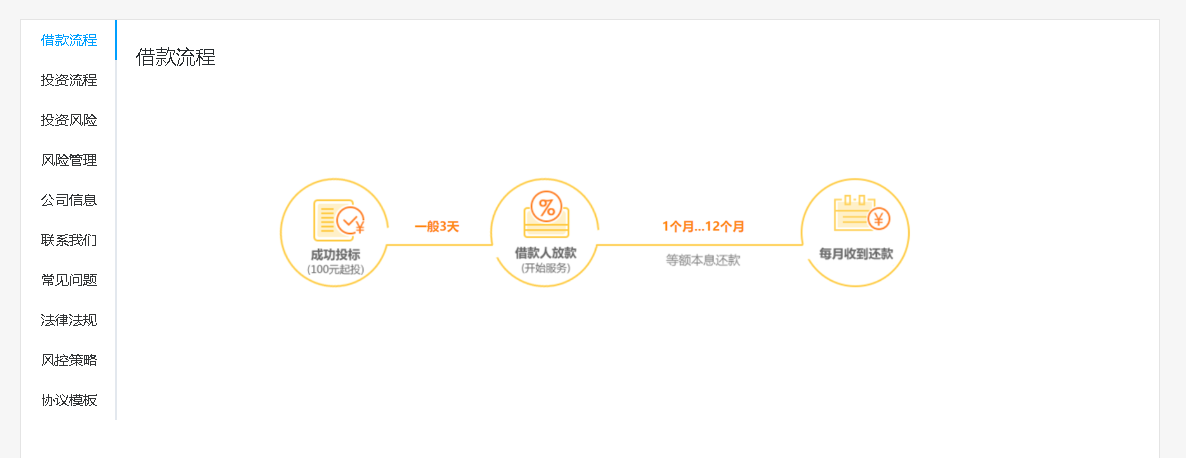 借款流程
投资流程
投资风险
风险管理
公司信息
联系我们
常见问题
法律法规
风控策略
协议模板
借款流程
成功投标
(100元起投)
一般3天
借款人放款
(开始服务)
1个月...12个月
等额本息还款
每月收到还款